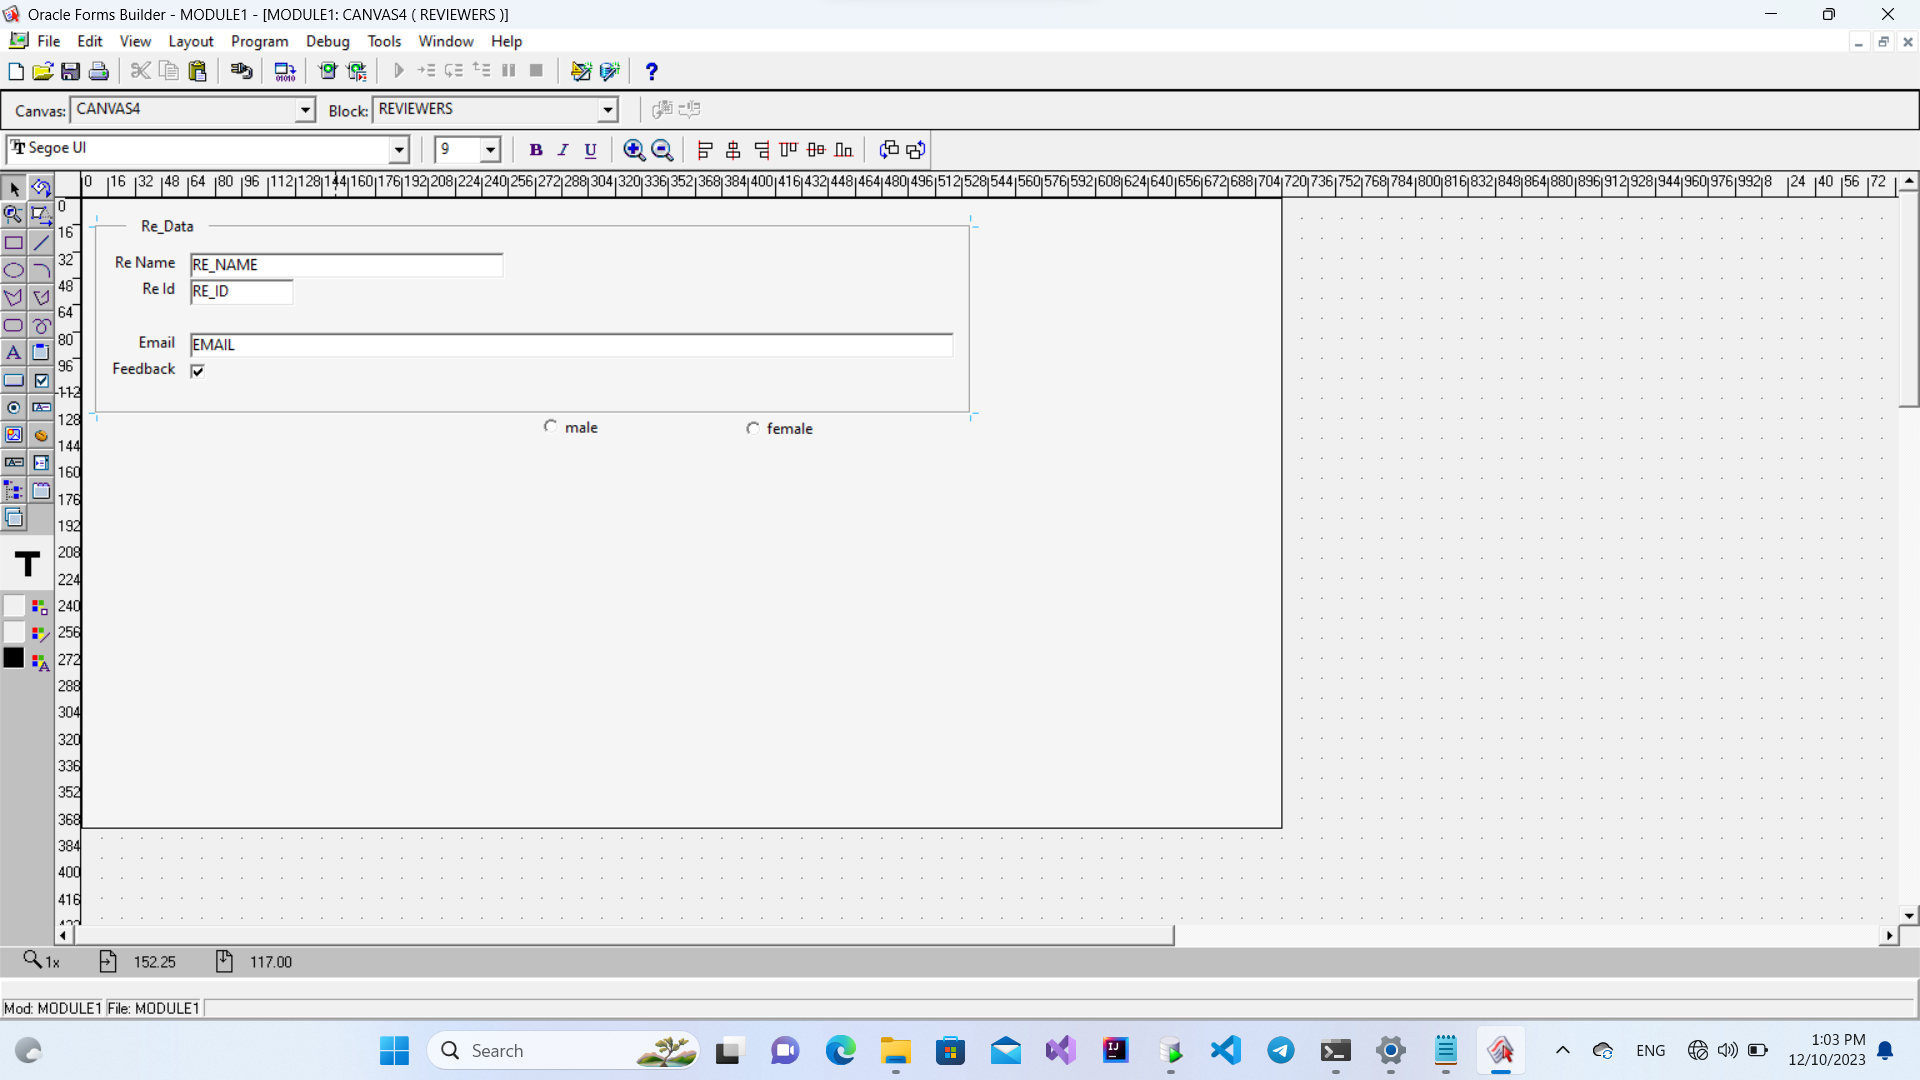 Oracle Forms Builder - MODULE1 - [MODULE1: CANVAS4 ( REVIEWERS )]
File Edit View Layout Program Debug Tools Window Help
Canvas: CANVAS4 Block: REVIEWERS
Segoe UI 9 B I U
0 16 32 48 64 80 96 112 128 144 160 176 192 208 224 240 256 272 288 304 320 336 352 368 384 400 416 432 448 464 480 496 512 528 544 560 576 592 608 624 640 656 672 688 704 720 736 752 768 784 800 816 832 848 864 880 896 912 928 944 960 976 992 8 24 40 56 72
0
16
32
48
64
80
96
112
128
144
160
176
192
208
224
240
256
272
288
304
320
336
352
368
384
400
416
Re_Data
Re Name RE_NAME
Re Id RE_ID
Email EMAIL
Feedback
male female
1x 152.25 117.00
Mod: MODULE1 File: MODULE1
Search
ENG
1:03 PM
12/10/2023